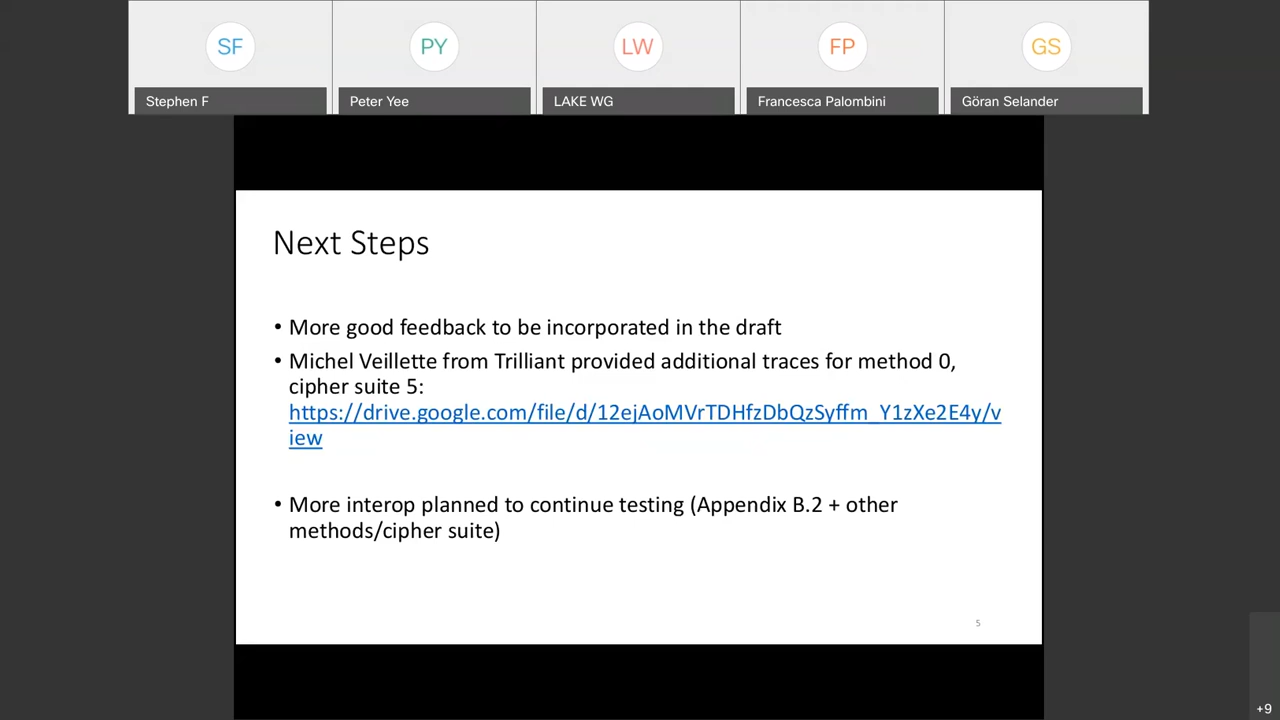 SF
PY
LW
FP
GS
Stephen F
Peter Yee
LAKE WG
Francesca Palombini
Göran Selander
Next Steps
• More good feedback to be incorporated in the draft
• Michel Veillette from Trilliant provided additional traces for method 0,
cipher suite 5:
https://drive.google.com/file/d/12ejAoMVrTDHfzDbQzSyffm_Y1zXe2E4y/v
iew
• More interop planned to continue testing (Appendix B.2 + other
methods/cipher suite)
5
+9